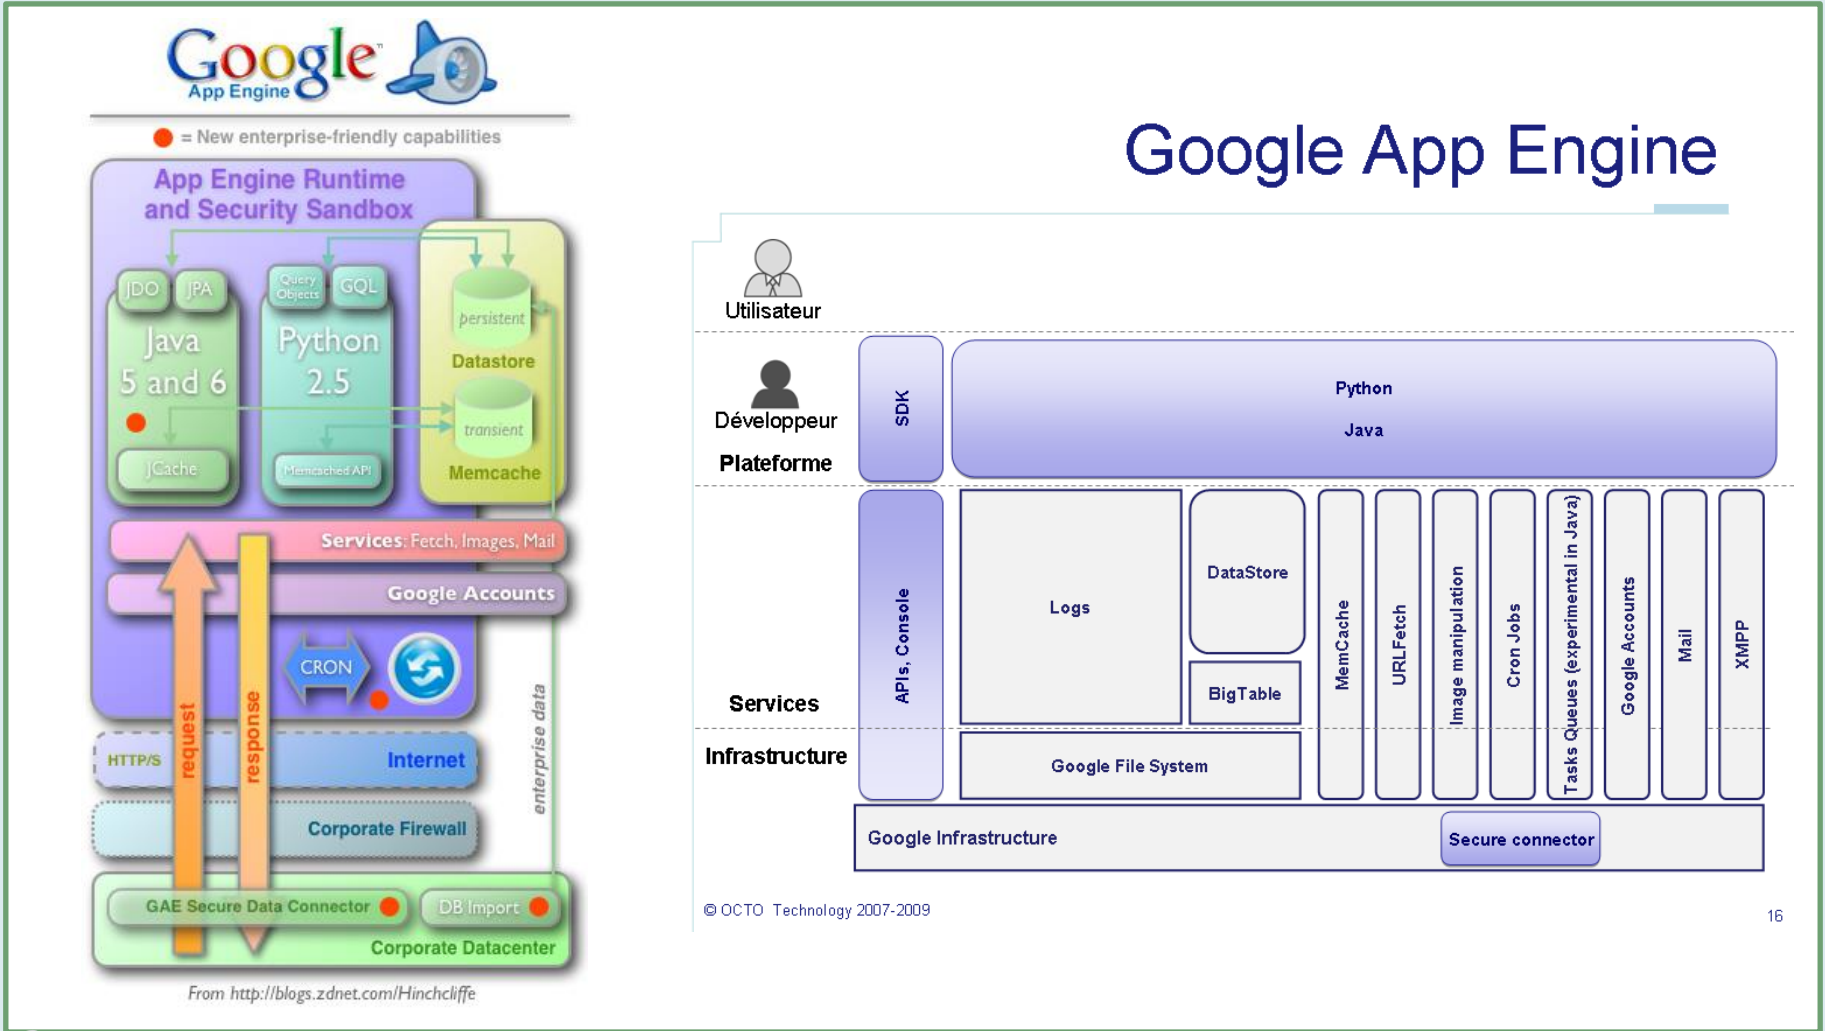 Google™
App Engine
= New enterprise-friendly capabilities
App Engine Runtime
and Security Sandbox
JDO
JPA
Query
Objects
GQL
Java
5 and 6
Python
2.5
persistent
Datastore
transient
Memcache
JCache
Memcached API
Services: Fetch, Images, Mail
Google Accounts
CRON
request
response
enterprise data
HTTP/S
Internet
Corporate Firewall
GAE Secure Data Connector
DB Import
Corporate Datacenter
From http://blogs.zdnet.com/Hinchcliffe
Google App Engine
Utilisateur
Développeur
Plateforme
SDK
Python
Java
Services
Infrastructure
APIs, Console
Logs
DataStore
BigTable
Google File System
MemCache
URLFetch
Image manipulation
Cron Jobs
Tasks Queues (experimental in Java)
Google Accounts
Mail
XMPP
Google Infrastructure
Secure connector
© OCTO Technology 2007-2009
16